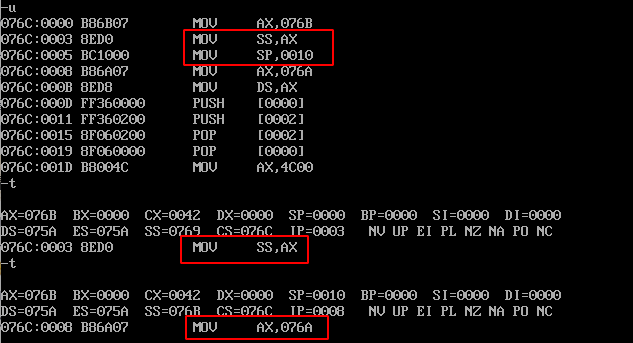 -u
076C:0000 B86B07 MOV AX,076B
076C:0003 8ED0 MOV SS,AX
076C:0005 BC1000 MOV SP,0010
076C:0008 B86A07 MOV AX,076A
076C:000B 8ED8 MOV DS,AX
076C:000D FF360000 PUSH [0000]
076C:0011 FF360200 PUSH [0002]
076C:0015 8F060200 POP [0002]
076C:0019 8F060000 POP [0000]
076C:001D B8004C MOV AX,4C00
-t
AX=076B BX=0000 CX=0042 DX=0000 SP=0000 BP=0000 SI=0000 DI=0000
DS=075A ES=075A SS=0769 CS=076C IP=0003 NV UP EI PL NZ NA PO NC
076C:0003 8ED0 MOV SS,AX
-t
AX=076B BX=0000 CX=0042 DX=0000 SP=0010 BP=0000 SI=0000 DI=0000
DS=075A ES=075A SS=076B CS=076C IP=0008 NV UP EI PL NZ NA PO NC
076C:0008 B86A07 MOV AX,076A